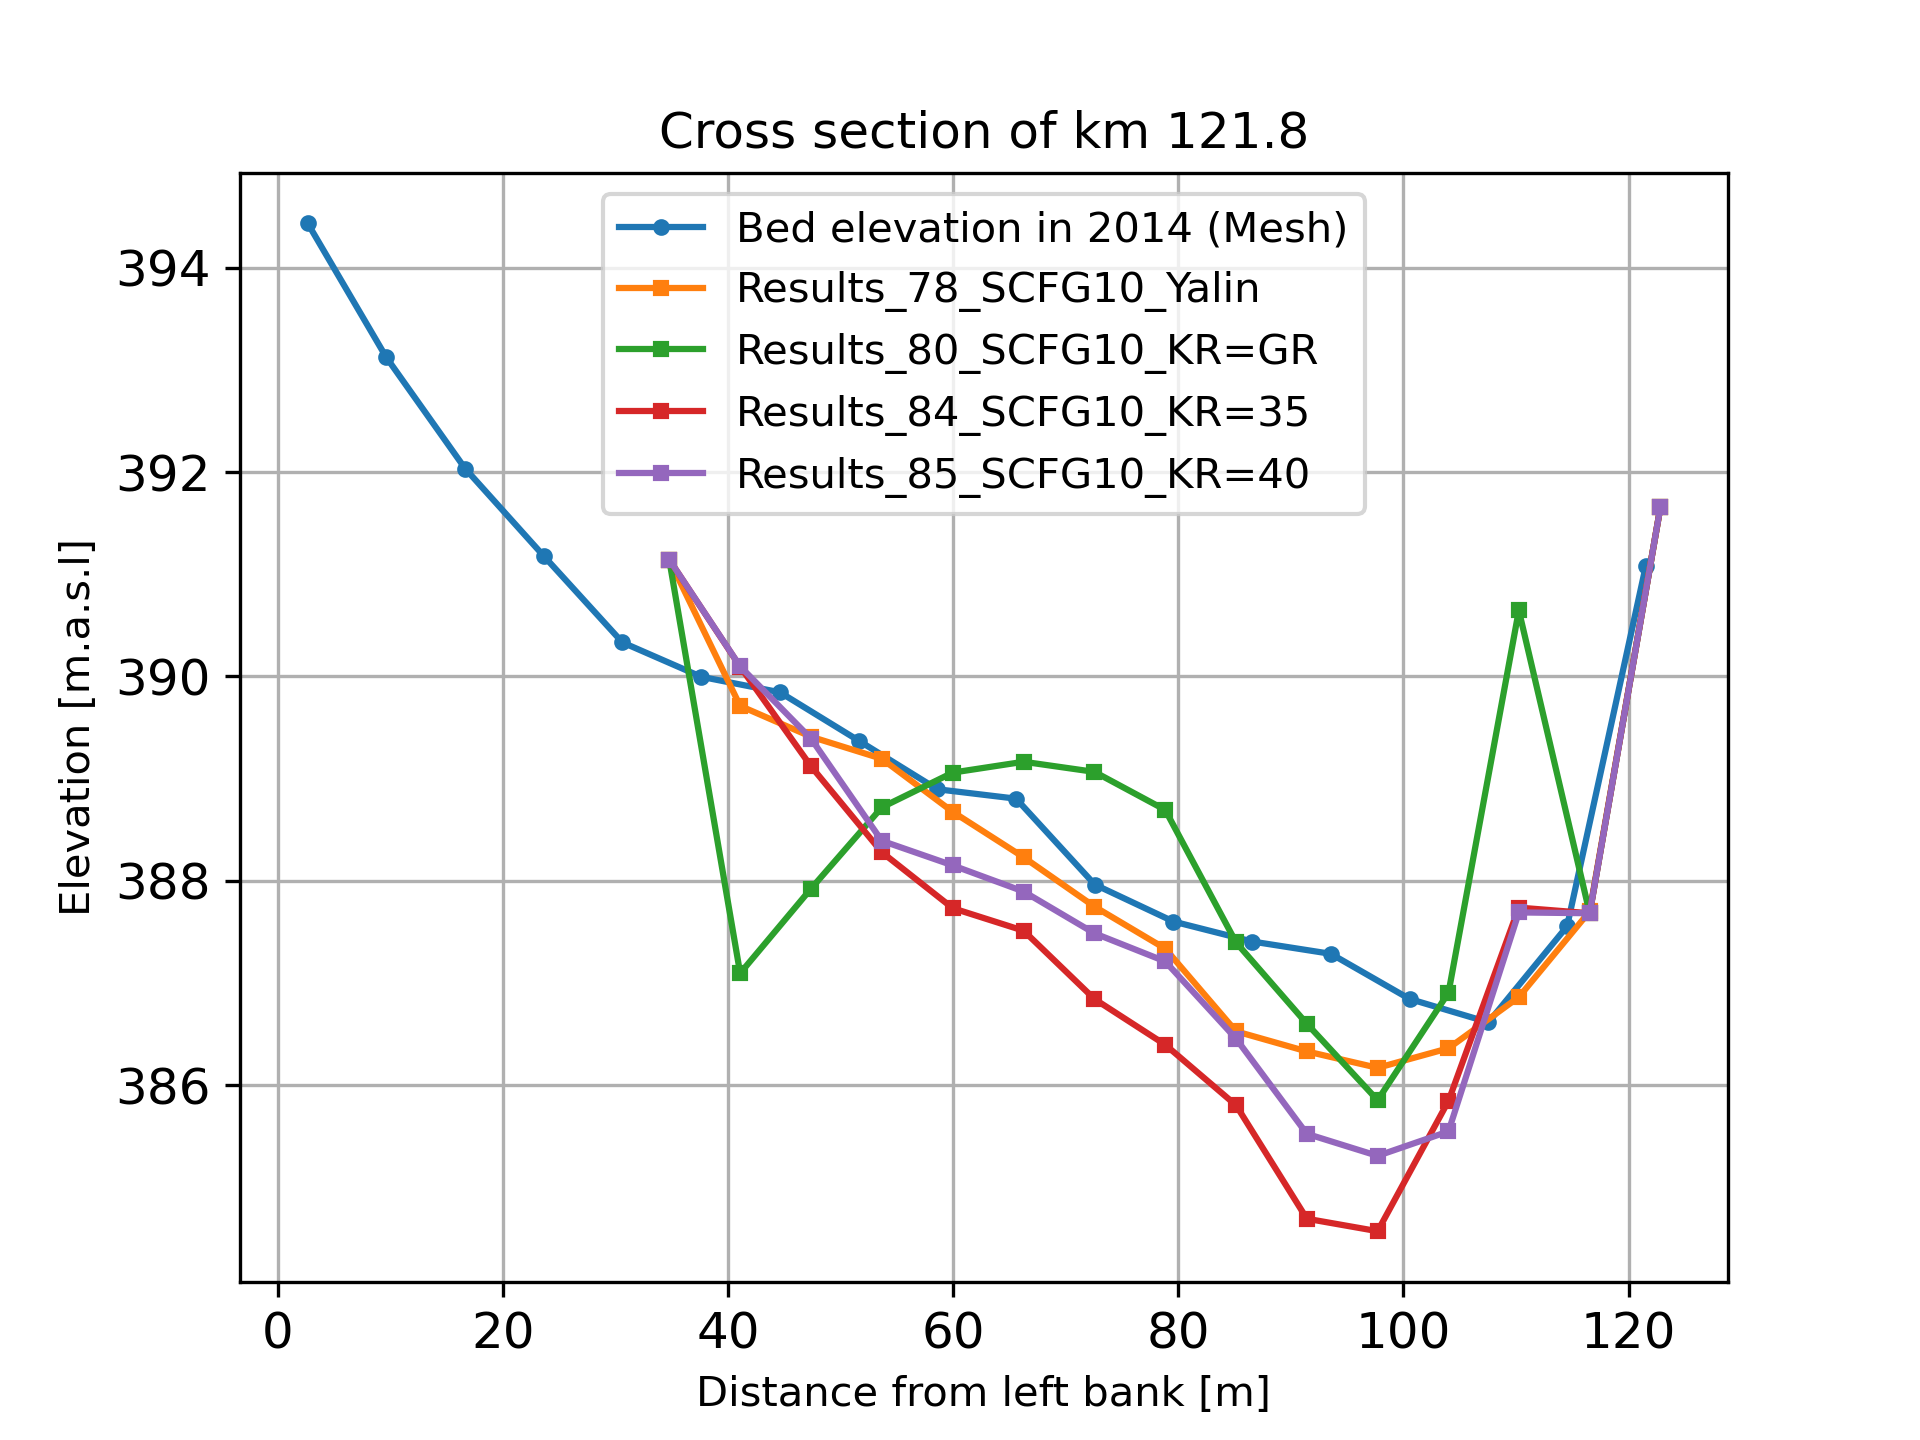 Cross section of km 121.8
Bed elevation in 2014 (Mesh)
Results_78_SCFG10_Yalin
Results_80_SCFG10_KR=GR
Results_84_SCFG10_KR=35
Results_85_SCFG10_KR=40
394
392
390
388
386
Elevation [m.a.s.l]
0 20 40 60 80 100 120
Distance from left bank [m]